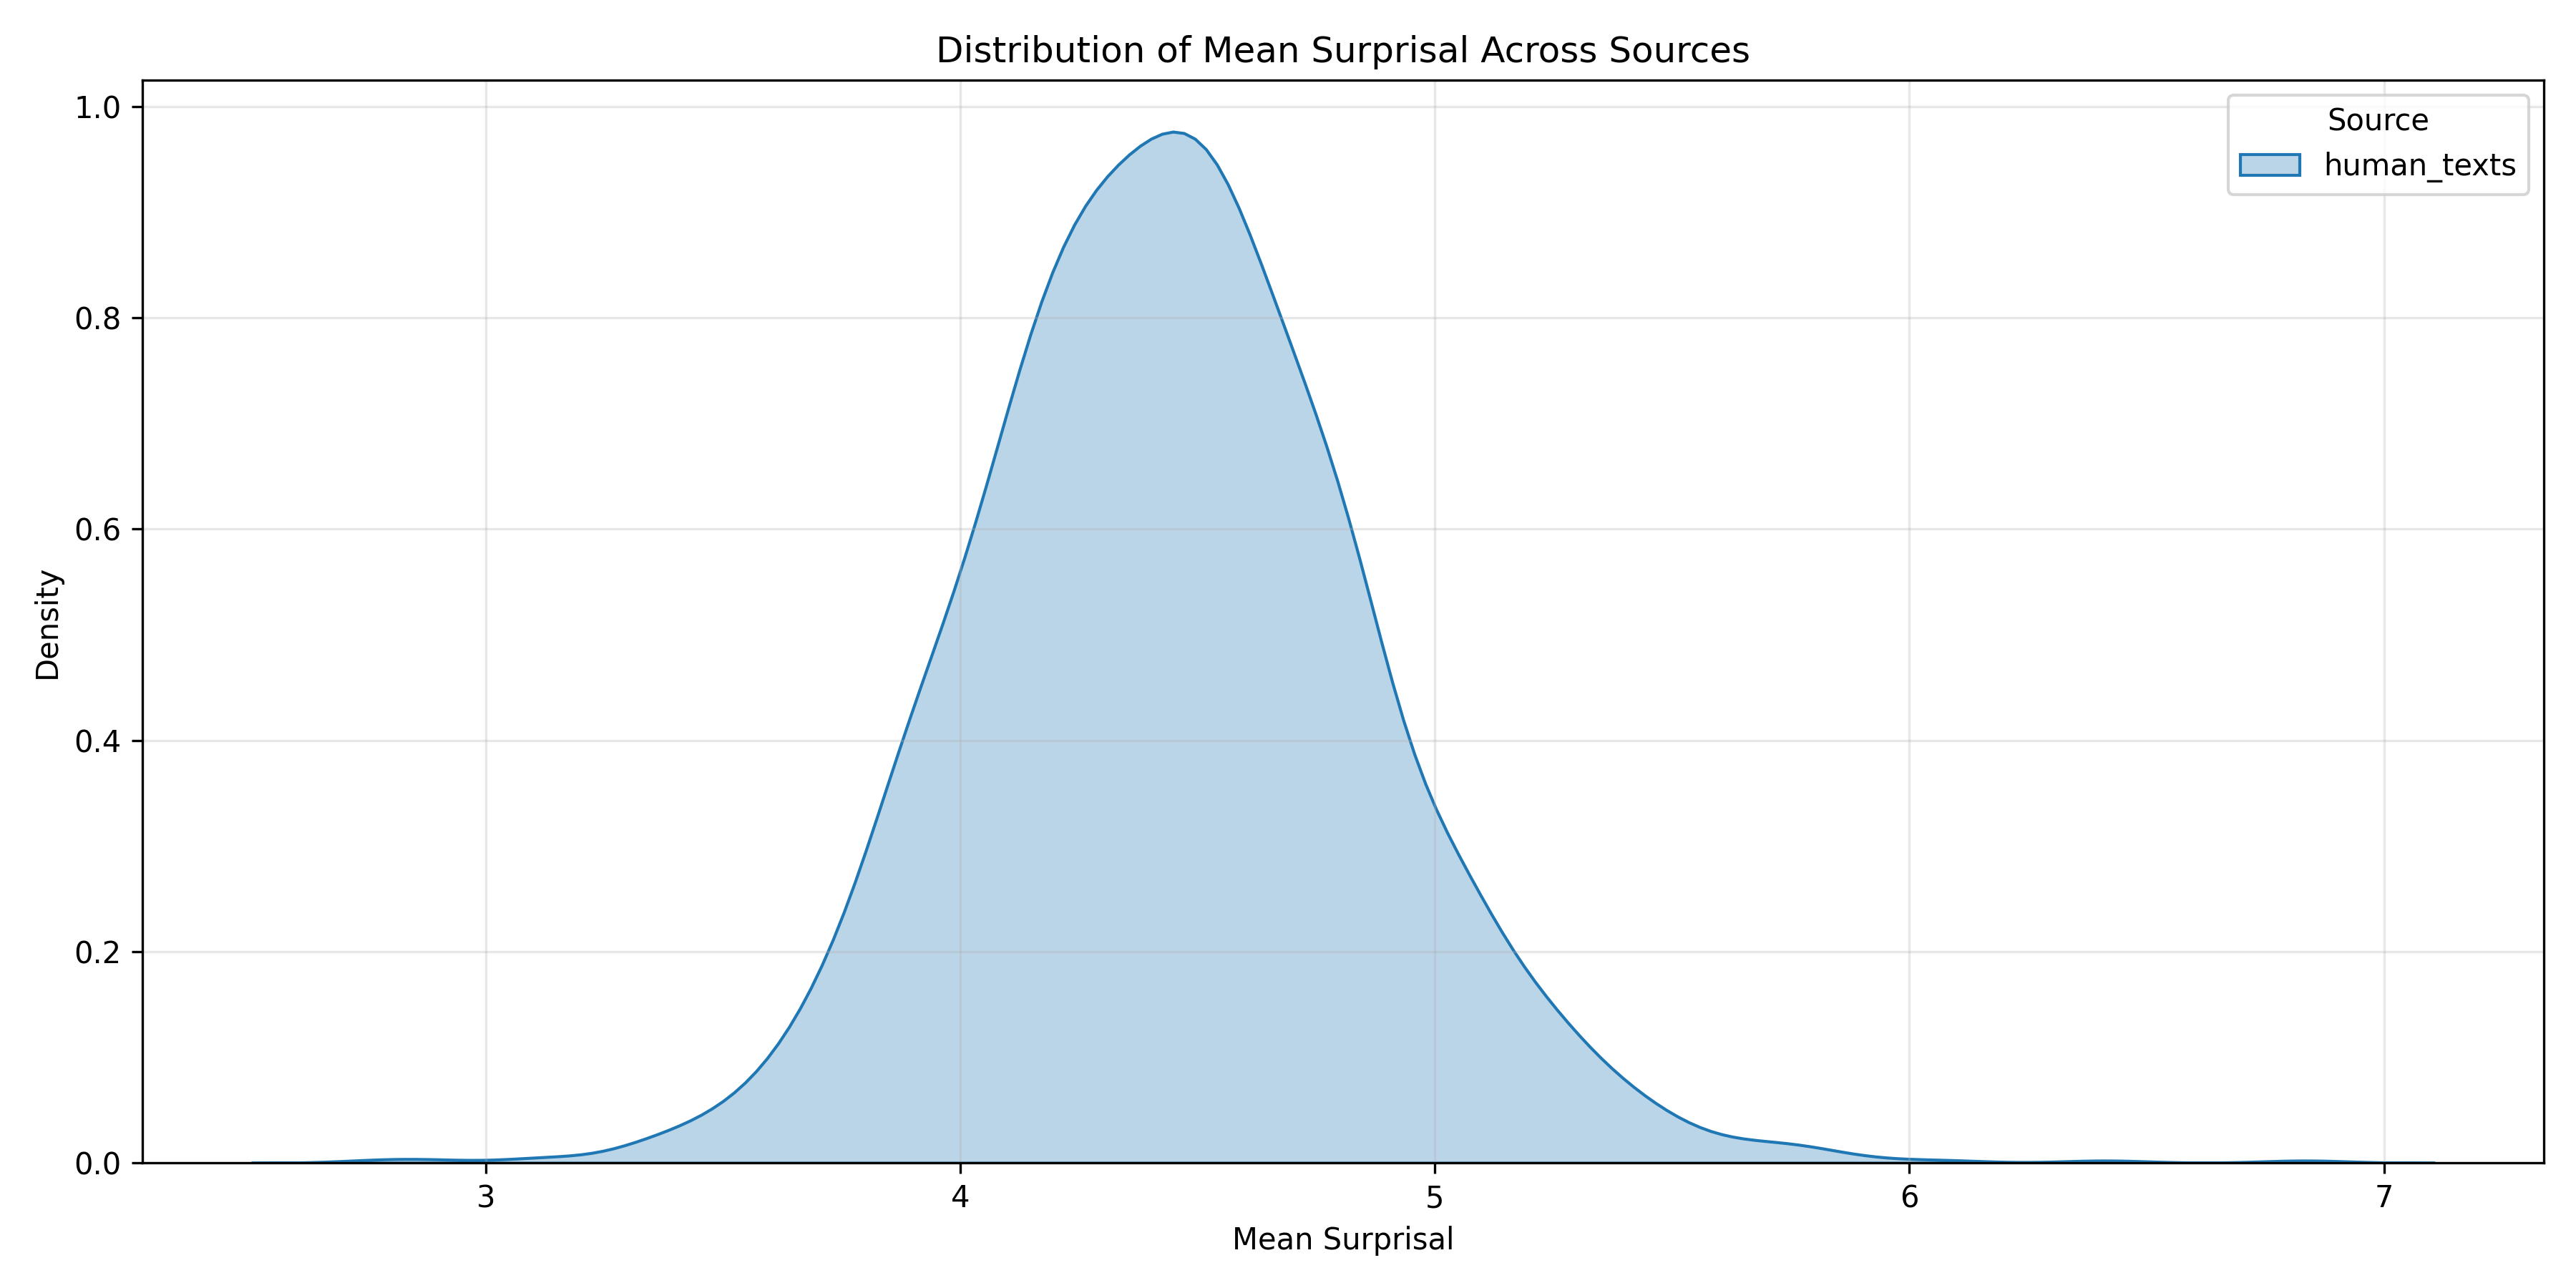 Distribution of Mean Surprisal Across Sources
Source
human_texts
1.0
0.8
0.6
0.4
0.2
0.0
Density
3 4 5 6 7
Mean Surprisal